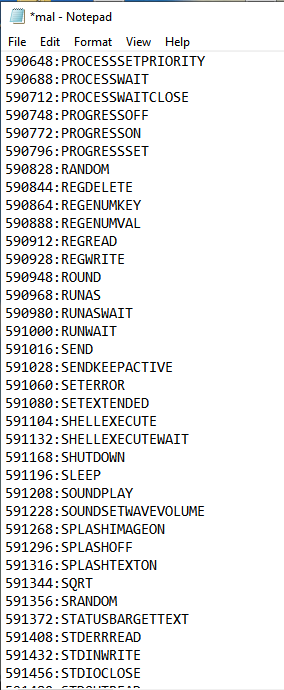 *mal - Notepad
File Edit Format View Help
590648:PROCESSSETPRIORITY
590688:PROCESSWAIT
590712:PROCESSWAITCLOSE
590748:PROGRESSOFF
590772:PROGRESSON
590796:PROGRESSSET
590828:RANDOM
590844:REGDELETE
590864:REGENUMKEY
590888:REGENUMVAL
590912:REGREAD
590928:REGWRITE
590948:ROUND
590968:RUNAS
590980:RUNASWAIT
591000:RUNWAIT
591016:SEND
591028:SENDKEEPACTIVE
591060:SETERROR
591080:SETEXTENDED
591104:SHELLEXECUTE
591132:SHELLEXECUTEWAIT
591168:SHUTDOWN
591196:SLEEP
591208:SOUNDPLAY
591228:SOUNDSETWAVEVOLUME
591268:SPLASHIMAGEON
591296:SPLASHOFF
591316:SPLASHTEXTON
591344:SQRT
591356:SRANDOM
591372:STATUSBARGETTEXT
591408:STDERRREAD
591432:STDINWRITE
591456:STDIOCLOSE